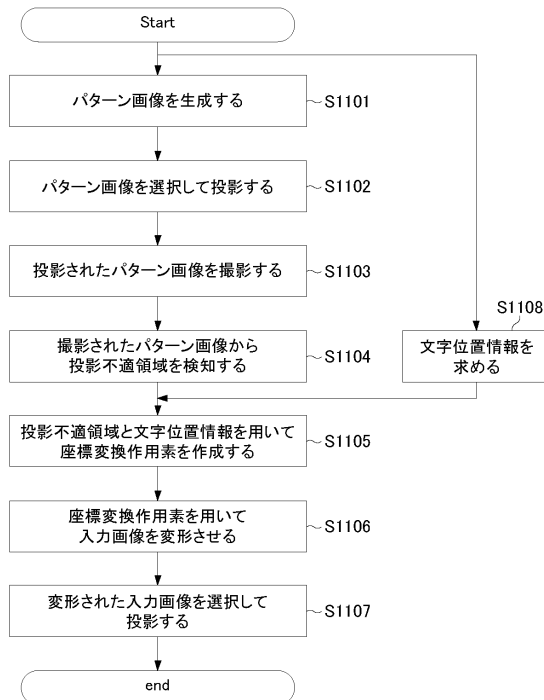 Start
パターン画像を生成する
S1101
パターン画像を選択して投影する
S1102
投影されたパターン画像を撮影する
S1103
撮影されたパターン画像から
投影不適領域を検知する
S1104
S1108
文字位置情報を
求める
投影不適領域と文字位置情報を用いて
座標変換作用素を作成する
S1105
座標変換作用素を用いて
入力画像を変形させる
S1106
変形された入力画像を選択して
投影する
S1107
end